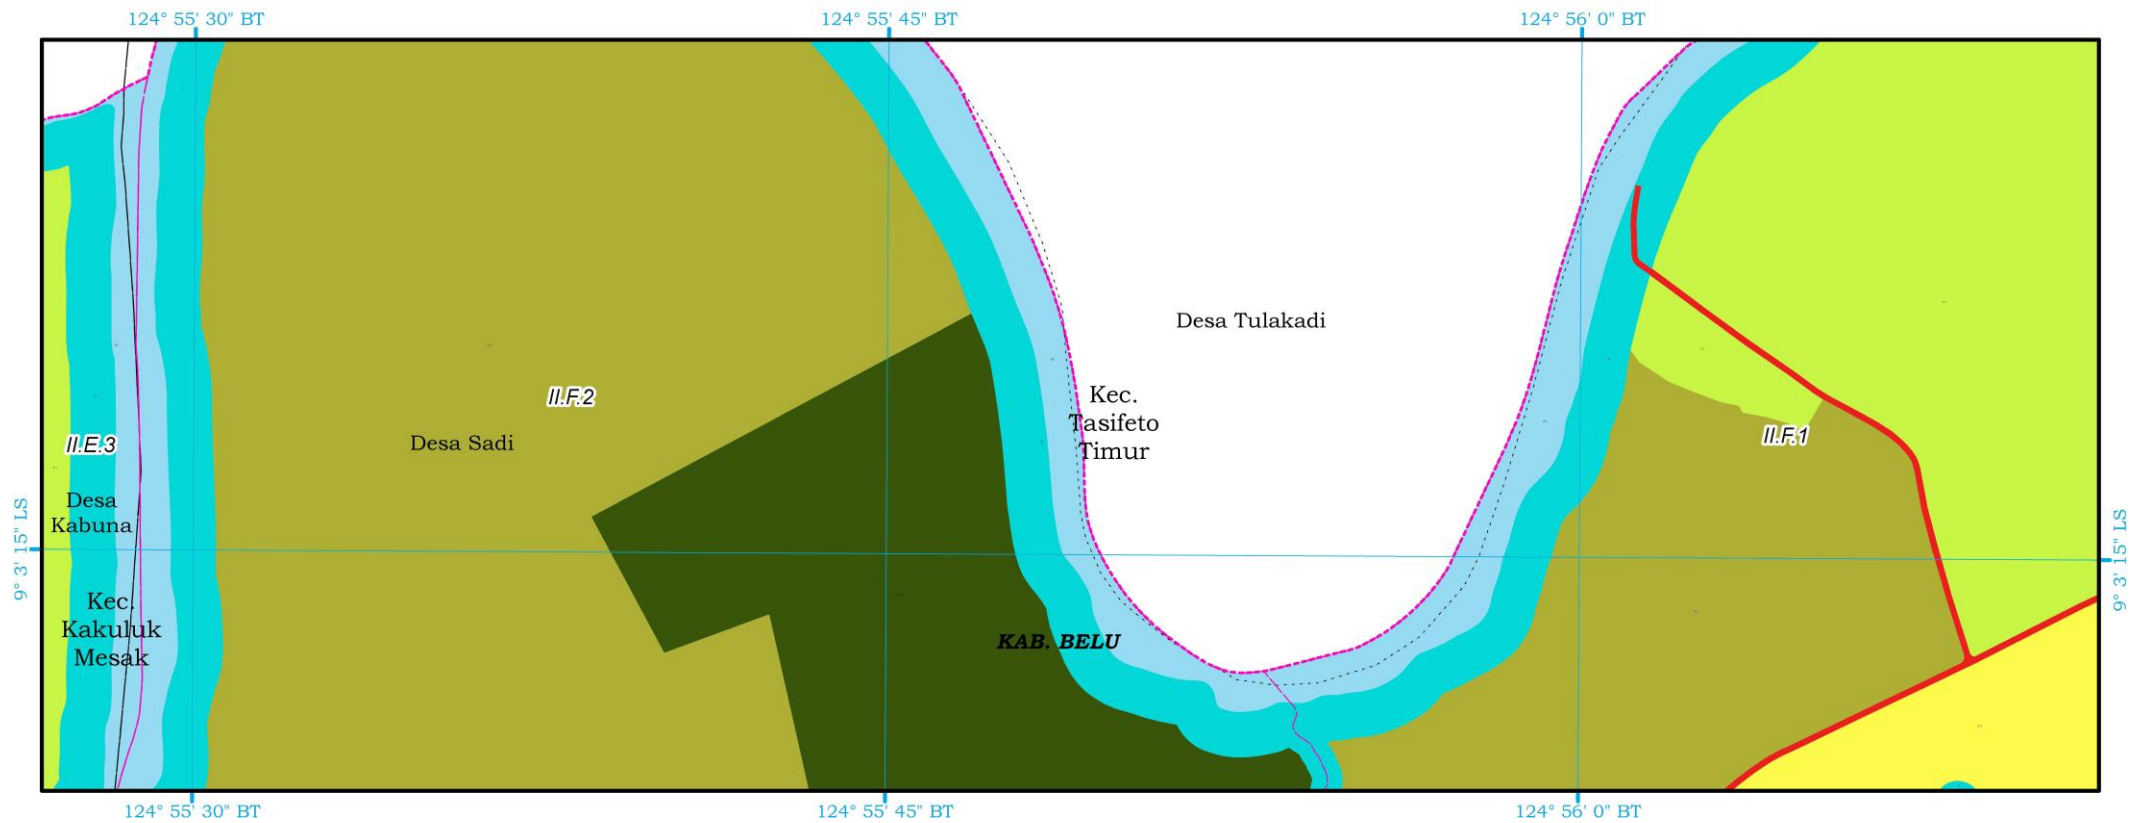 124° 55' 30" BT
124° 55' 45" BT
124° 56' 0" BT
Desa Tulakadi
II.F.2
Kec.
Tasifeto
Timur
Desa Sadi
II.E.3
II.F.1
Desa
Kabuna
9° 3' 15" LS
9° 3' 15" LS
Kec.
Kakuluk
Mesak
KAB. BELU
124° 55' 30" BT
124° 55' 45" BT
124° 56' 0" BT